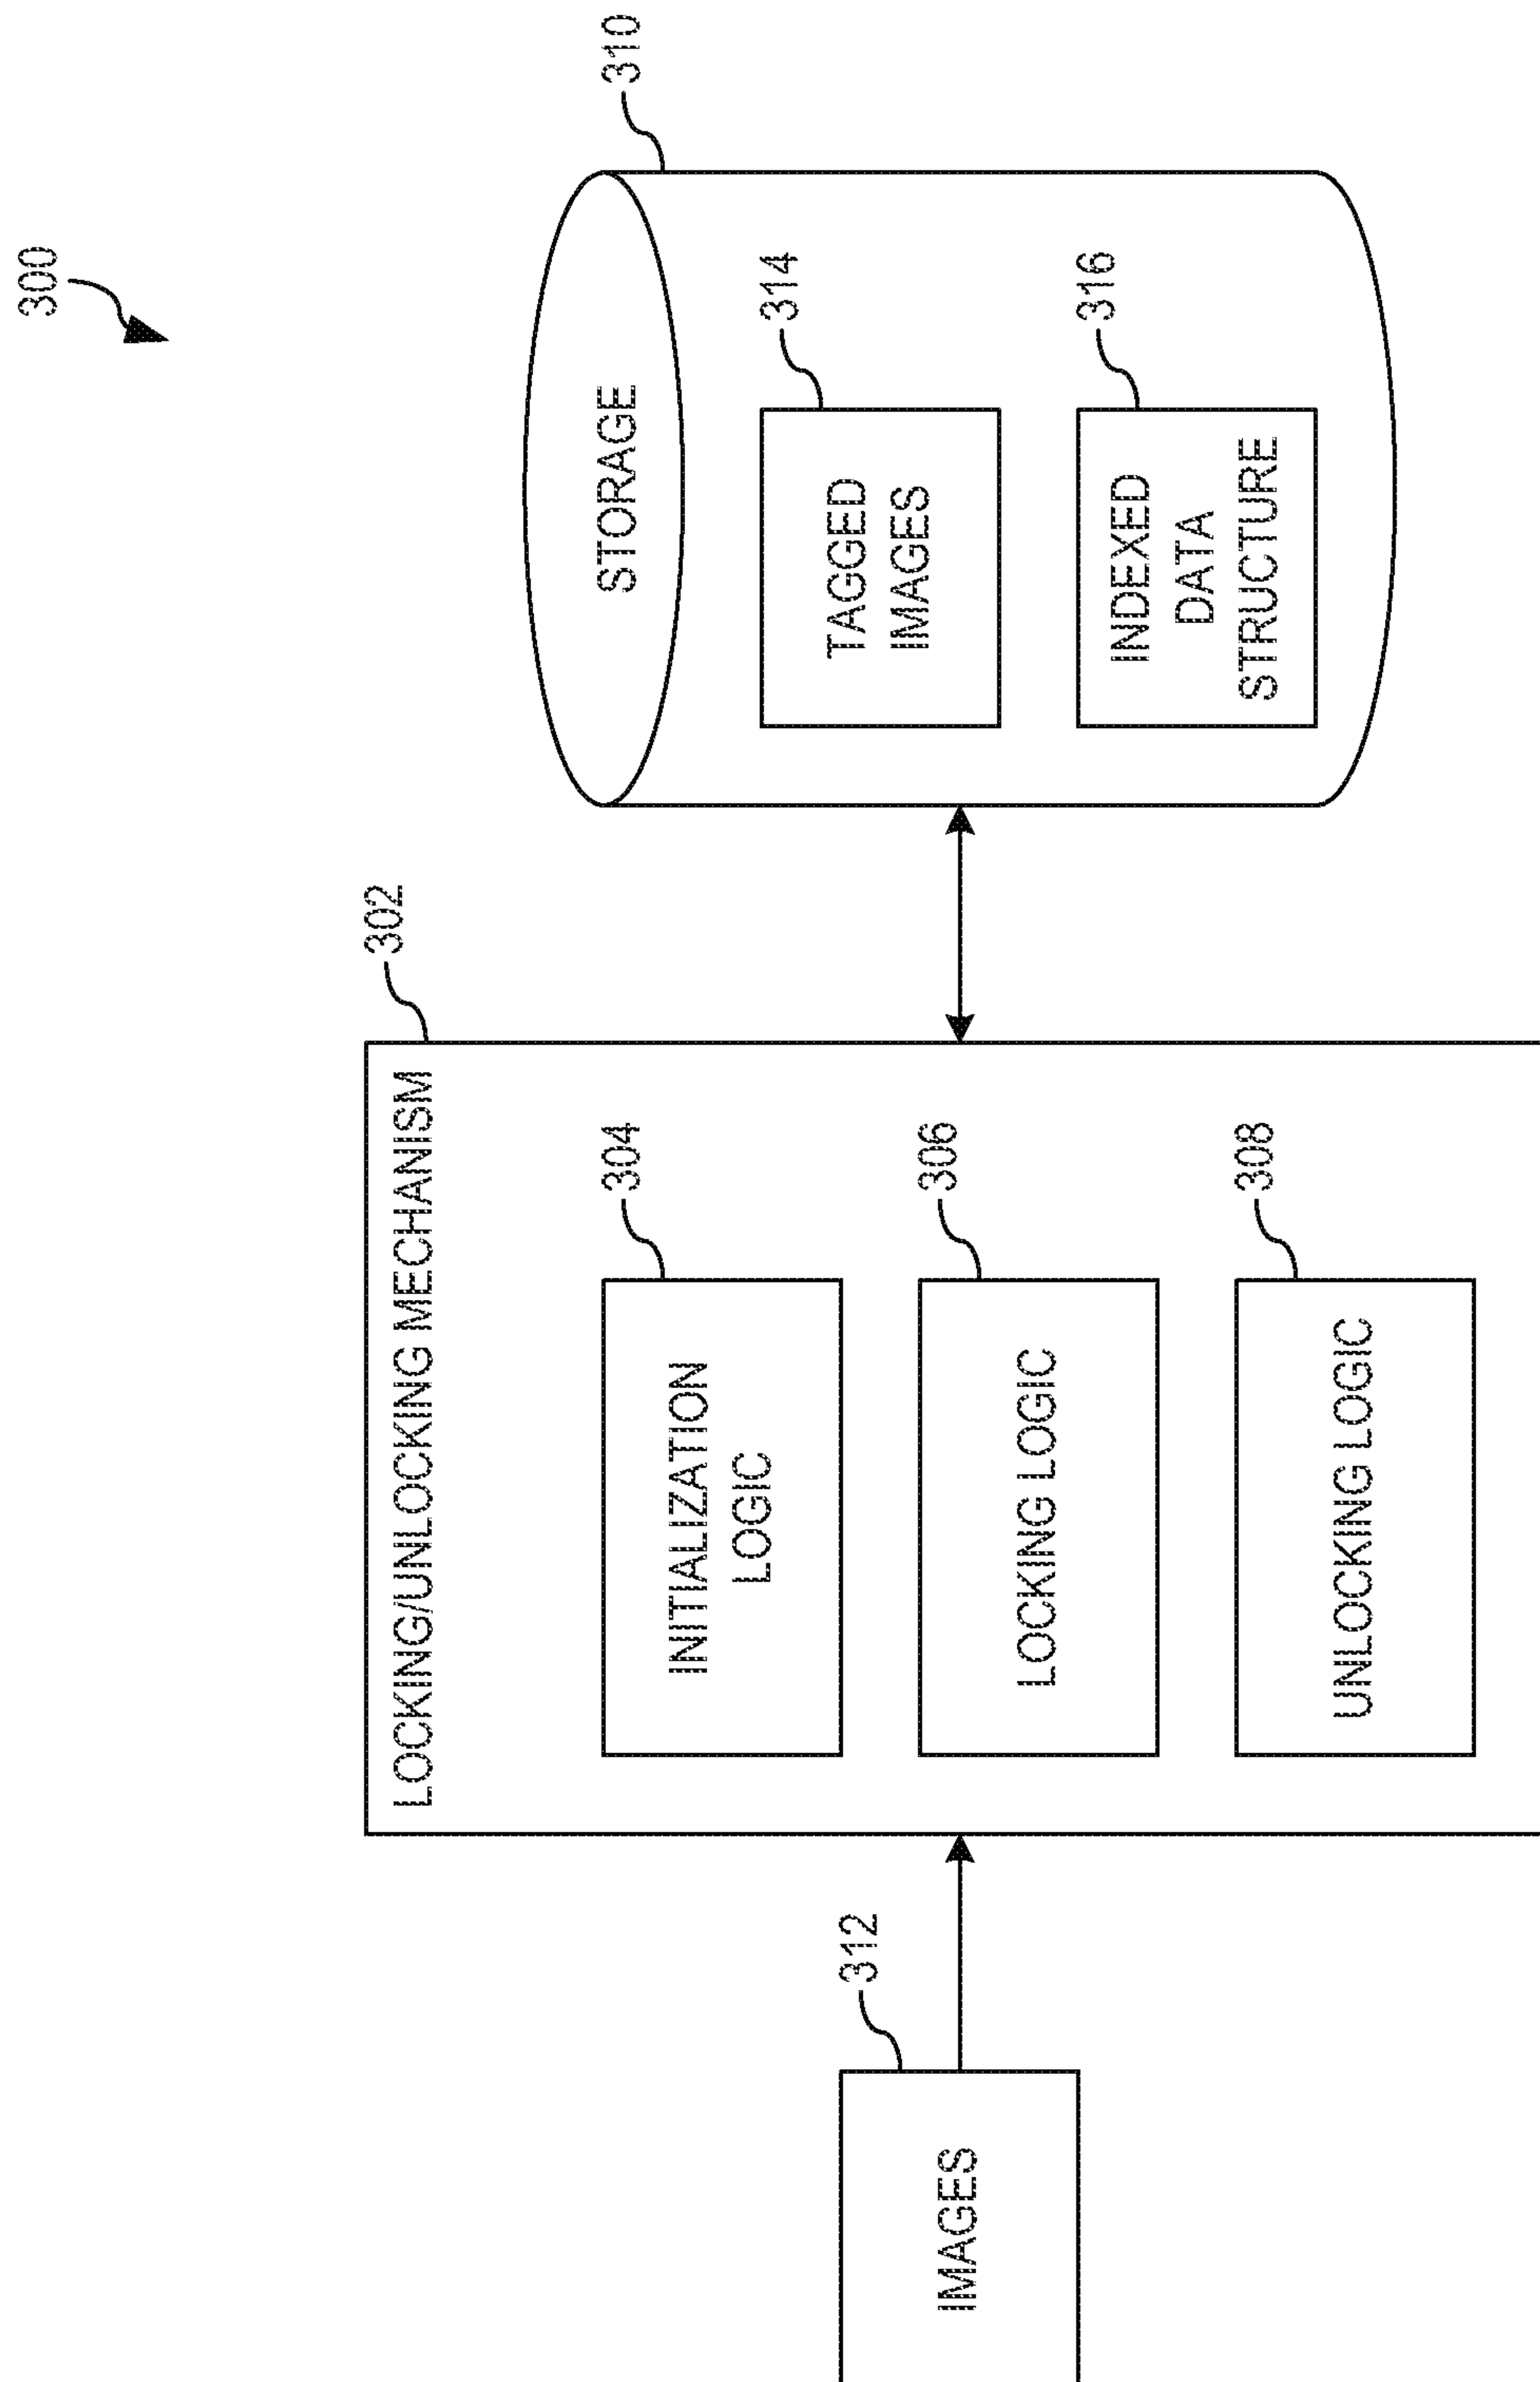 300
IMAGES
312
LOCKING/UNLOCKING MECHANISM
302
INITIALIZATION
LOGIC
304
LOCKING LOGIC
306
UNLOCKING LOGIC
308
STORAGE
310
TAGGED
IMAGES
314
INDEXED
DATA
STRUCTURE
316